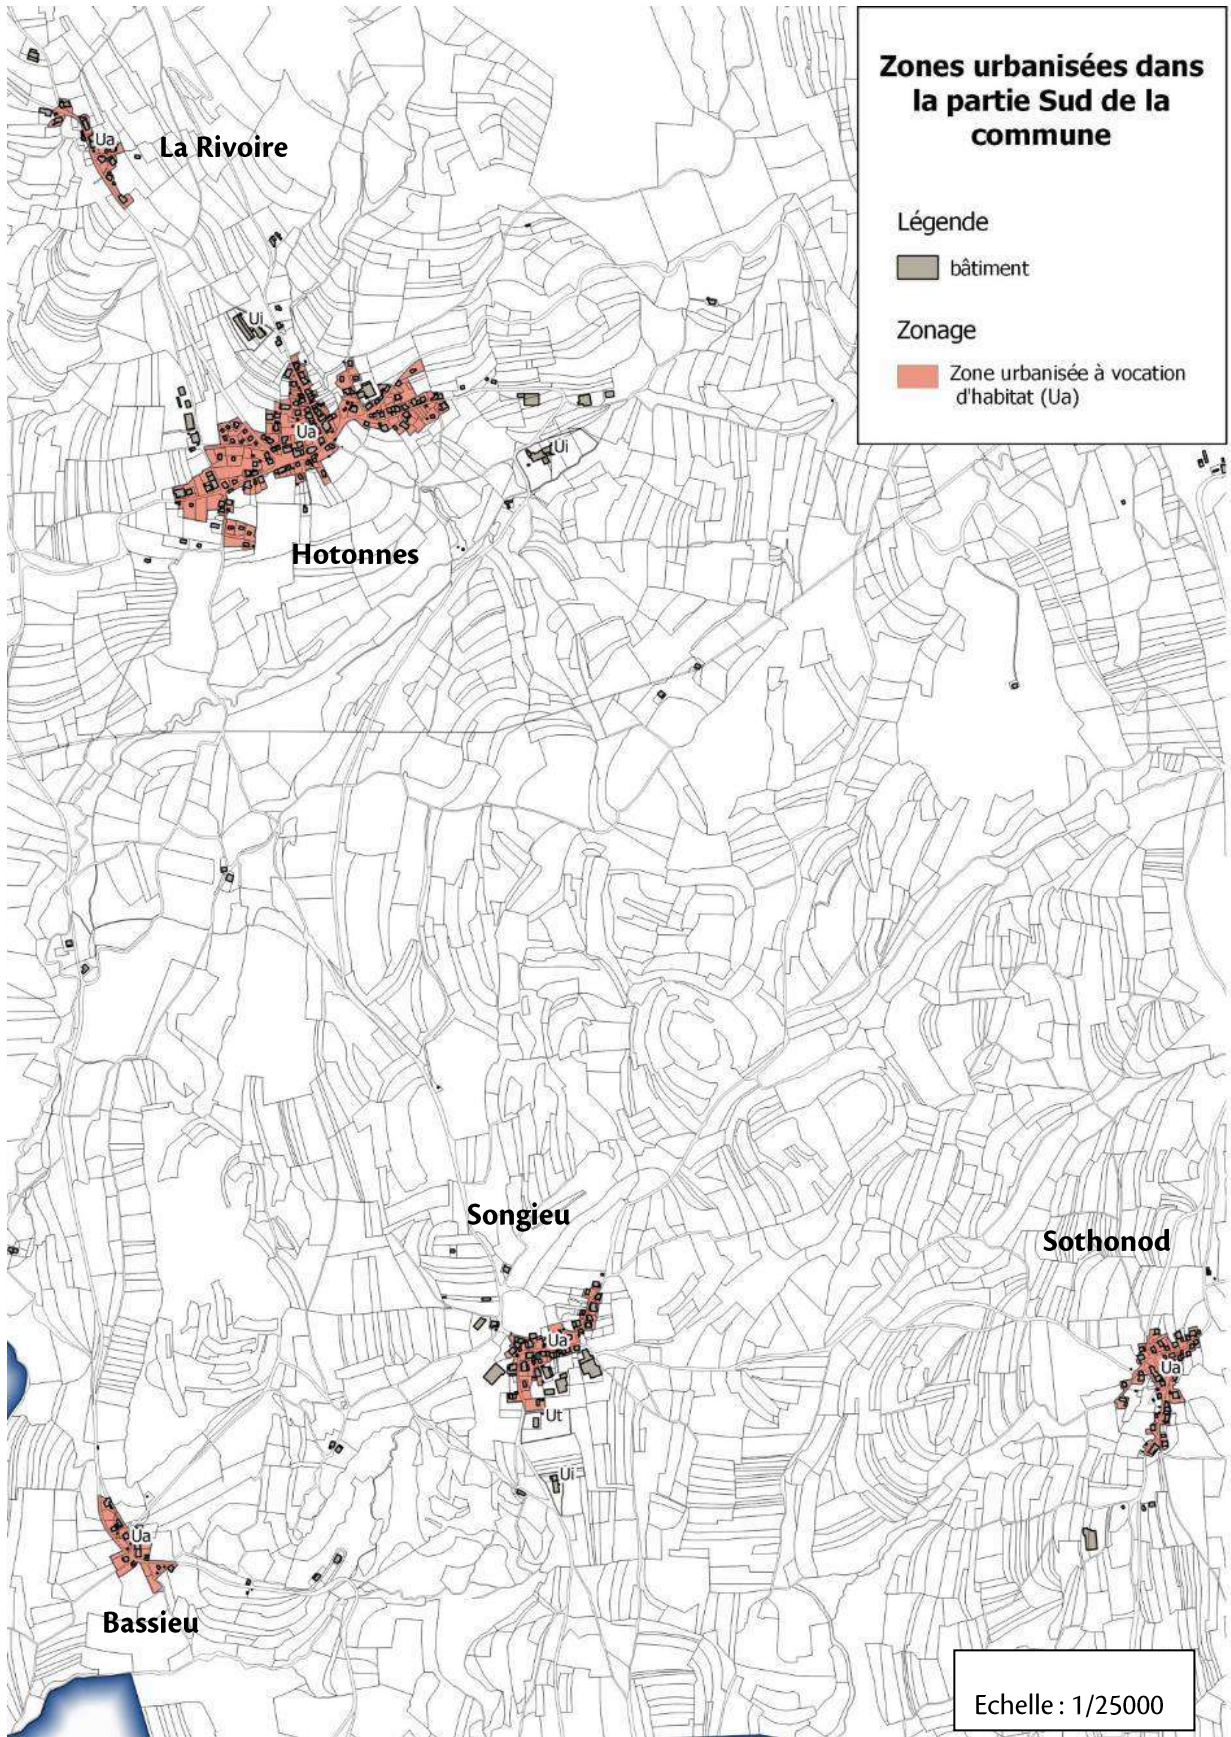 Zones urbanisées dans
la partie Sud de la
commune
Légende
bâtiment
Zonage
Zone urbanisée à vocation
d'habitat (Ua)
Ua
La Rivoire
Ui
Ua
Ui
Hotonnes
Songieu
Sothonod
Ua
Ua
Ut
Ui
Ua
Bassieu
Echelle : 1/25000